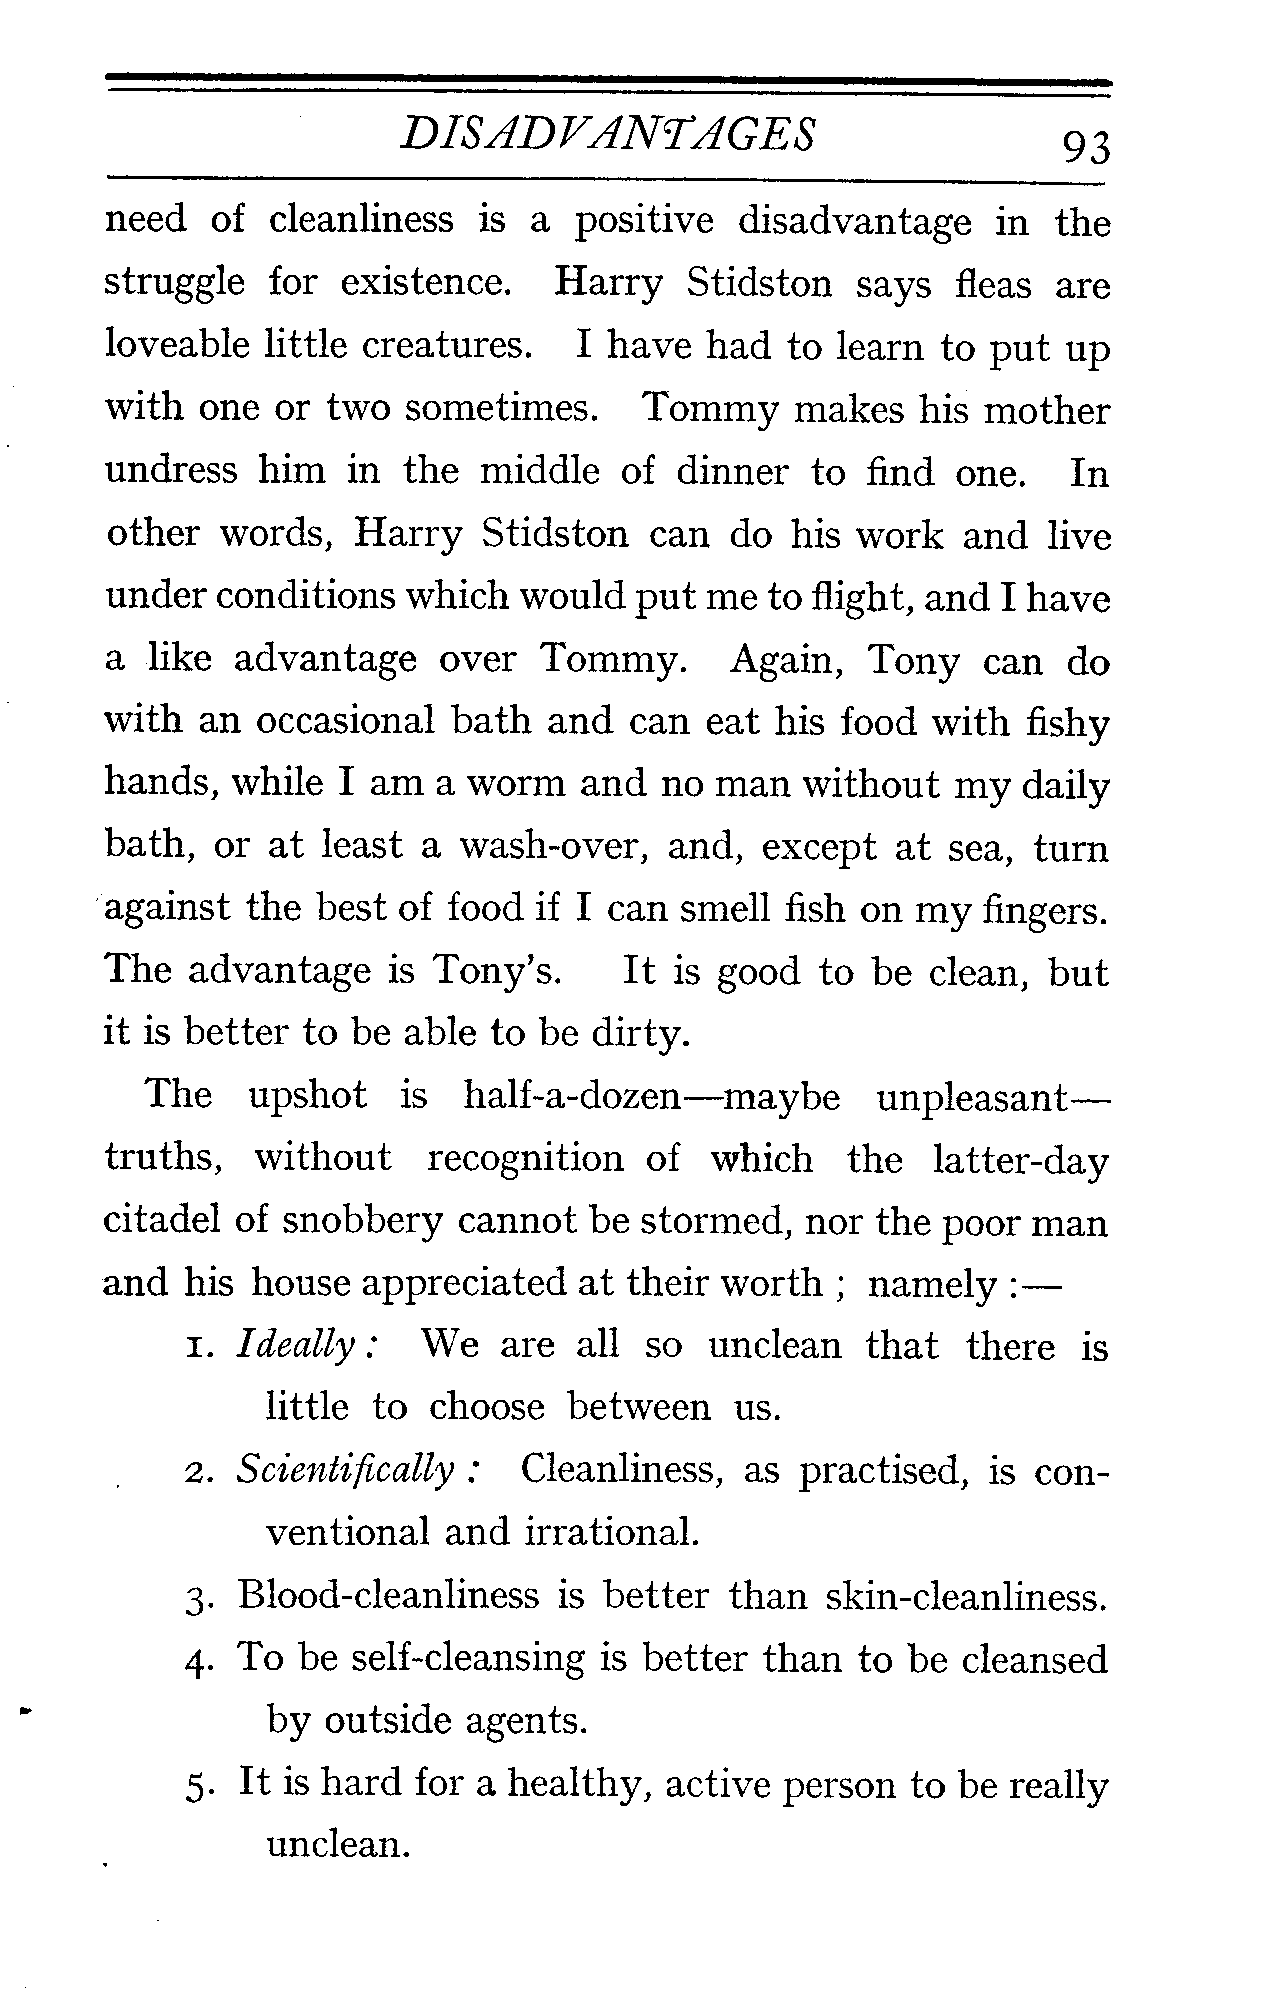 DISADVANTAGES 93
need of cleanliness is a positive disadvantage in the
struggle for existence. Harry Stidston says fleas are
loveable little creatures. I have had to learn to put up
with one or two sometimes. Tommy makes his mother
undress him in the middle of dinner to find one. In
other words, Harry Stidston can do his work and live
under conditions which would put me to flight, and I have
a like advantage over Tommy. Again, Tony can do
with an occasional bath and can eat his food with fishy
hands, while I am a worm and no man without my daily
bath, or at least a wash-over, and, except at sea, turn
against the best of food if I can smell fish on my fingers.
The advantage is Tony's. It is good to be clean, but
it is better to be able to be dirty.
The upshot is half-a-dozen—maybe unpleasant—
truths, without recognition of which the latter-day
citadel of snobbery cannot be stormed, nor the poor man
and his house appreciated at their worth ; namely :—
1. Ideally : We are all so unclean that there is
little to choose between us.
2. Scientifically : Cleanliness, as practised, is con-
ventional and irrational.
3. Blood-cleanliness is better than skin-cleanliness.
4. To be self-cleansing is better than to be cleansed
by outside agents.
5. It is hard for a healthy, active person to be really
unclean.